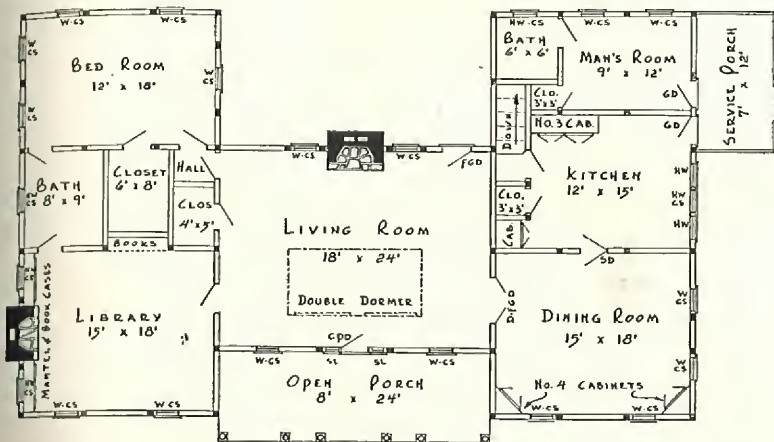 W-CS
W-CS
BED ROOM
12' x 18'
W
CS
W
CS
W
CS
BATH
8' x 9'
CLOSET
6' x 8'
HALL
CLOS
4' x 5'
BOOKS
LIBRARY
15' x 18'
MANTEL & BOOK CASES
W-CS
W-CS
W-CS
W-CS
FGD
LIVING ROOM
18' x 24'
DOUBLE DORMER
CPD
W-CS
SL
SL
W-CS
OPEN PORCH
8' x 24'
HW-CS
W-CS
W-CS
BATH
6' x 6'
MAN'S ROOM
9' x 12'
GD
GD
SERVICE PORCH
7' x 12'
CLO.
3'x3'
DOWN
NO. 3 CAB.
KITCHEN
12' x 15'
HW
HW
CS
HW
CLO.
3'x3'
CAB.
SD
DFGD
DINING ROOM
15' x 18'
W
CS
W
CS
NO. 4 CABINETS
W-CS
W-CS